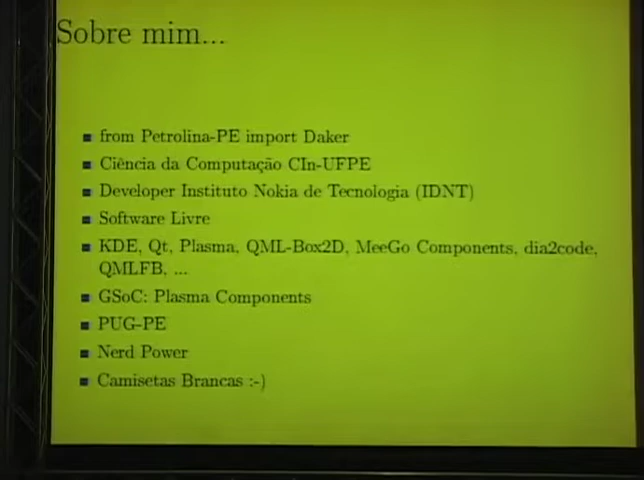 Sobre mim...
from Petrolina-PE import Daker
Ciência da Computação CIn-UFPE
Developer Instituto Nokia de Tecnologia (IDNT)
Software Livre
KDE, Qt, Plasma, QML-Box2D, MeeGo Components, dia2code,
QMLFB, ...
GSoC: Plasma Components
PUG-PE
Nerd Power
Camisetas Brancas :-)